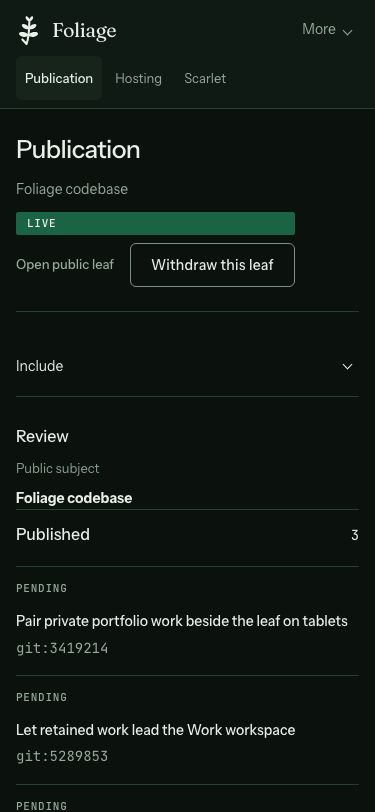 Foliage
More
Publication Hosting Scarlet
Publication
Foliage codebase
LIVE
Open public leaf Withdraw this leaf
Include
Review
Public subject
Foliage codebase
Published 3
PENDING
Pair private portfolio work beside the leaf on tablets
git:3419214
PENDING
Let retained work lead the Work workspace
git:5289853
PENDING